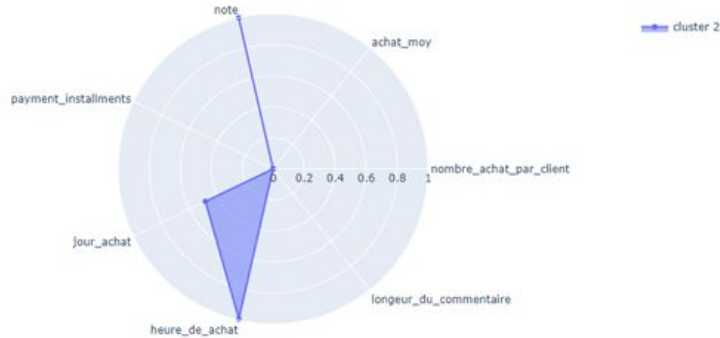 note
cluster 2
achat_moy
payment_installments
nombre_achat_par_client
0 0.2 0.4 0.6 0.8 1
jour_achat
longeur_du_commentaire
heure_de_achat